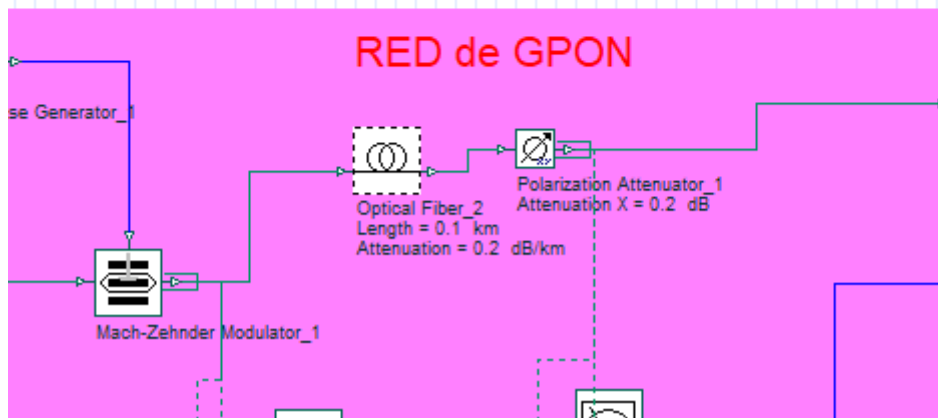 RED de GPON
se Generator_1
Optical Fiber_2
Length = 0.1 km
Attenuation = 0.2 dB/km
Polarization Attenuator_1
Attenuation X = 0.2 dB
Mach-Zehnder Modulator_1